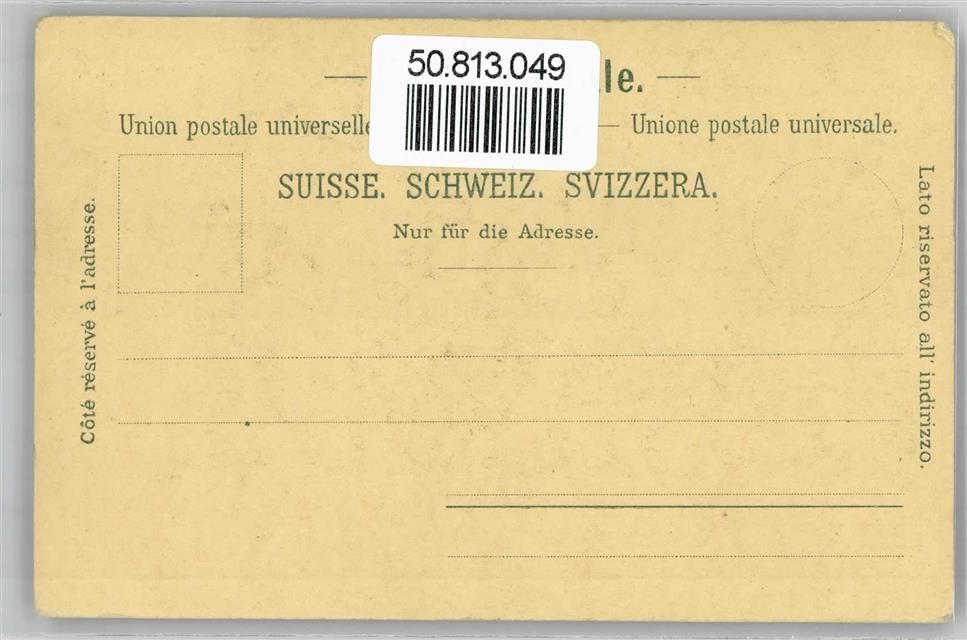 50.813.049
— le. —
Union postale universelle — Unione postale universale.
SUISSE. SCHWEIZ. SVIZZERA.
Nur für die Adresse.
Côté réservé à l'adresse.
Lato riservato all' indirizzo.